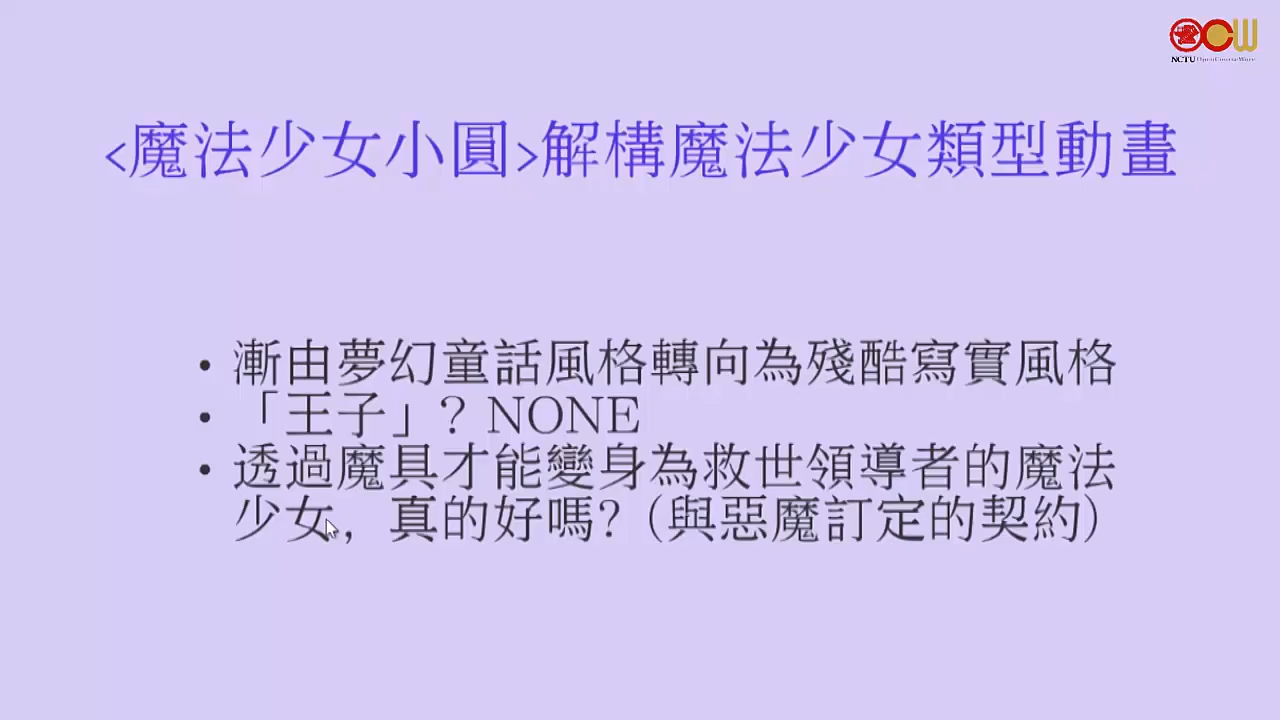 NCTU OpenCourseWare
<魔法少女小圓>解構魔法少女類型動畫
• 漸由夢幻童話風格轉向為殘酷寫實風格
• 「王子」? NONE
• 透過魔具才能變身為救世領導者的魔法
少女, 真的好嗎? (與惡魔訂定的契約)